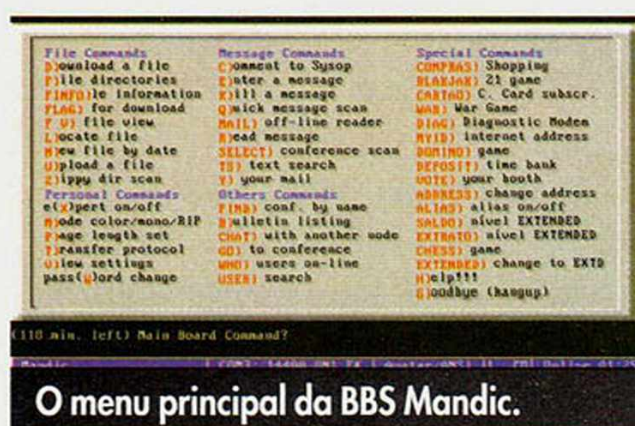 File Commands
D)ownload a file
F)ile directories
FINFO)le information
FLAG) for download
F V) file view
L)ocate file
N)ew file by date
U)pload a file
Z)ippy dir scan
Personal Commands
e(X)pert on/off
M)ode color/mono/RIP
P)age length set
T)ransfer protocol
V)iew settings
pass(W)ord change
Message Commands
C)omment to Sysop
E)nter a message
K)ill a message
Q)uick message scan
MAIL) off-line reader
R)ead message
SELECT) conference scan
TS) text search
Y) your mail
Others Commands
FIND) conf. by name
B)ulletin listing
CHAT) with another node
GO) to conference
WHO) users on-line
USER) search
Special Commands
COMPRAS) Shopping
BLAKJAK) 21 game
CARTAO) C. Card subscr.
WAR) War Game
DIAG) Diagnostic Modem
MYID) internet address
DOMINO) game
DEPOSIT) time bank
VOTE) your booth
ADDRESS) change address
ALIAS) alias on/off
SALDO) nivel EXTENDED
EXTRATO) nivel EXTENDED
CHESS) game
EXTENDED) change to EXTD
H)elp!!!
G)oodbye (hangup)
(110 min. left) Main Board Command?
Mandic
O menu principal da BBS Mandic.